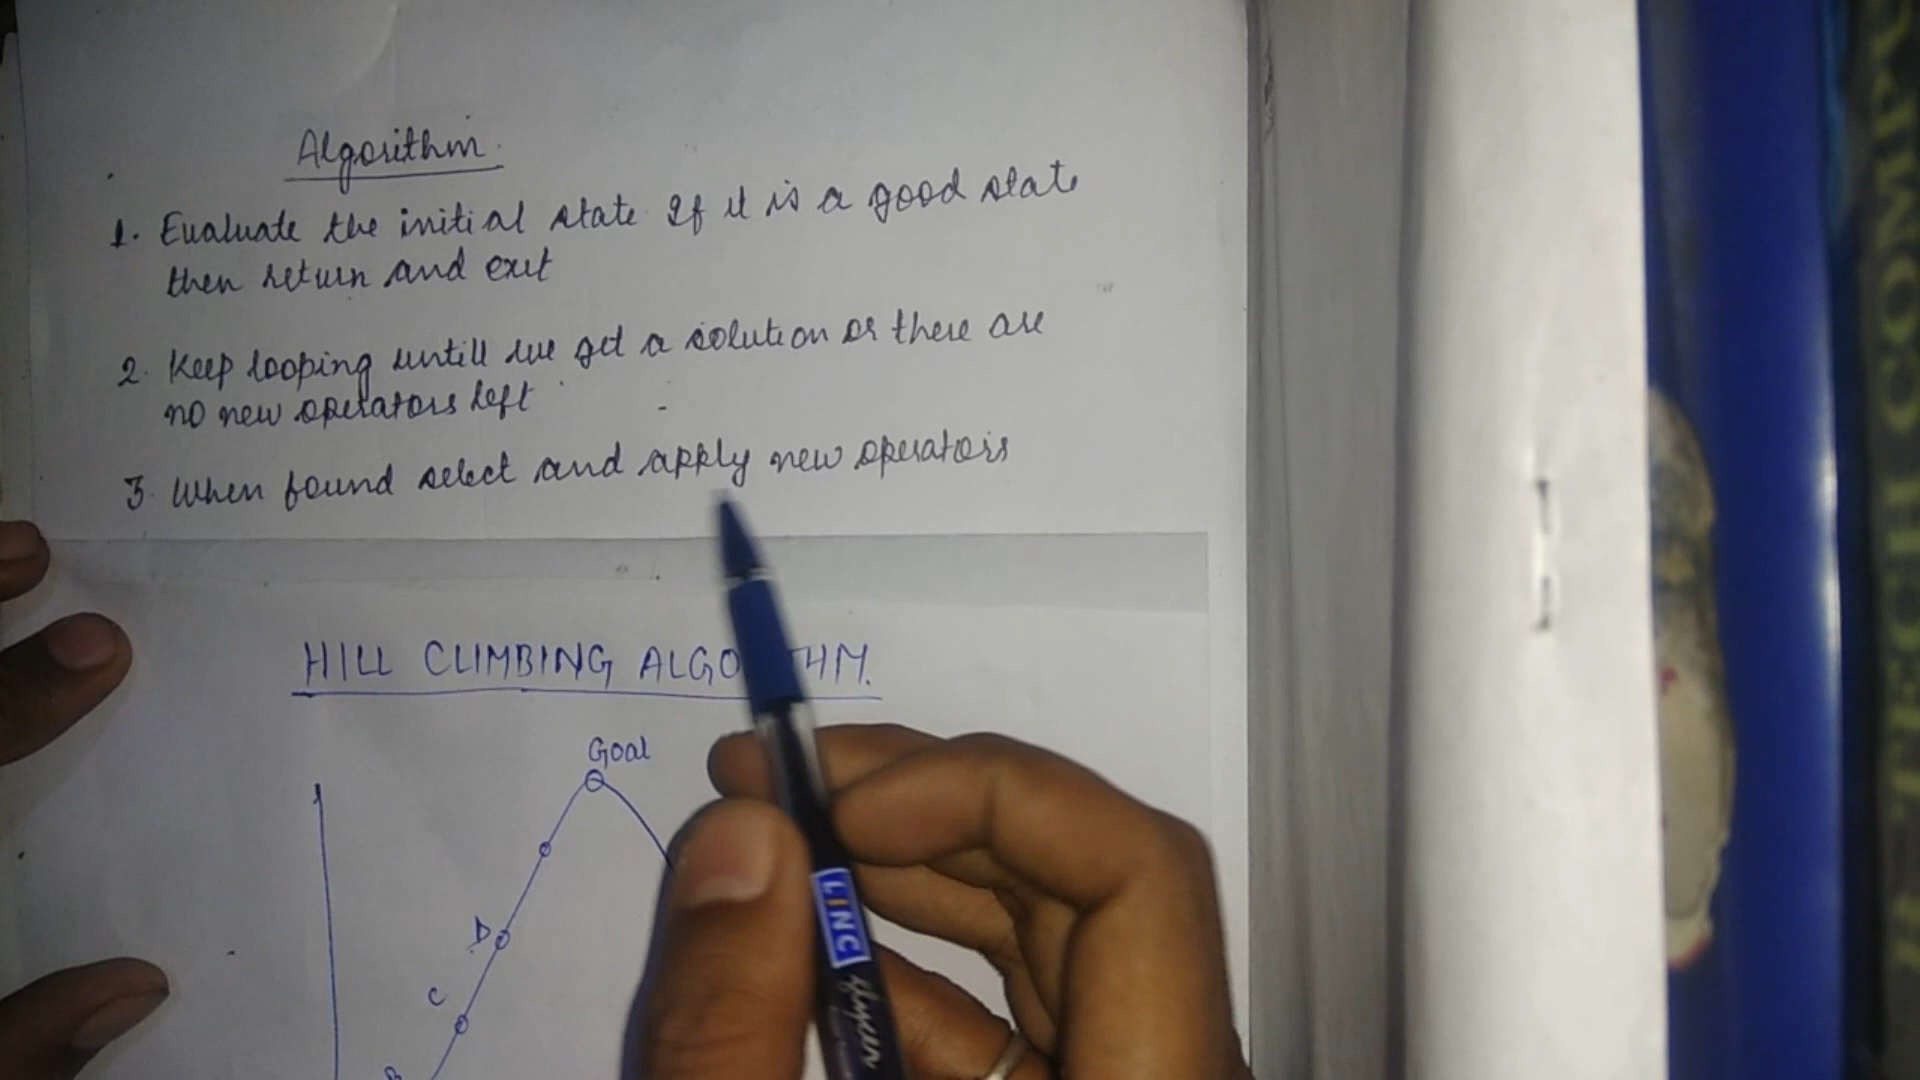 Algorithm.
1. Evaluate the initial state If it is a good state
then return and exit
2. Keep looping untill we get a solution or there are
no new operators left
3. When found select and apply new operators
HILL CLIMBING ALGO THM.
Goal
D
C
B
LINC